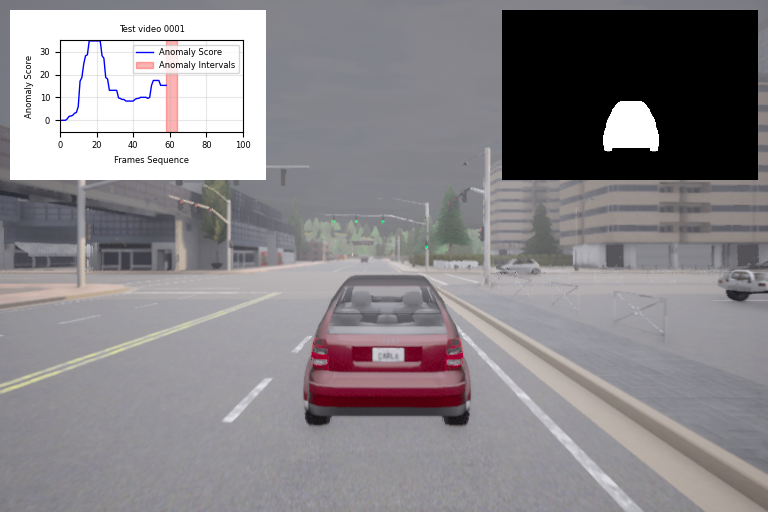 Test video 0001
Anomaly Score
30
20
10
0
Anomaly Score
Anomaly Intervals
0 20 40 60 80 100
Frames Sequence
CARLA